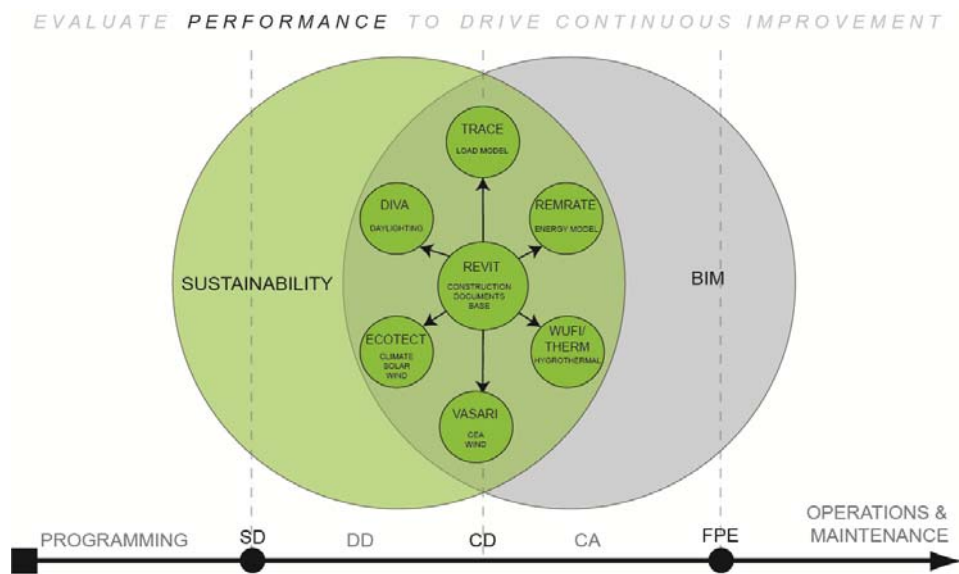 EVALUATE PERFORMANCE TO DRIVE CONTINUOUS IMPROVEMENT
TRACE
LOAD MODEL
DIVA
DAYLIGHTING
REMRATE
ENERGY MODEL
REVIT
CONSTRUCTION
DOCUMENTS
BASE
SUSTAINABILITY
BIM
ECOTECT
CLIMATE
SOLAR
WIND
WUFI/
THERM
HYGROTHERMAL
VASARI
CEA
WIND
PROGRAMMING
SD
DD
CD
CA
FPE
OPERATIONS &
MAINTENANCE